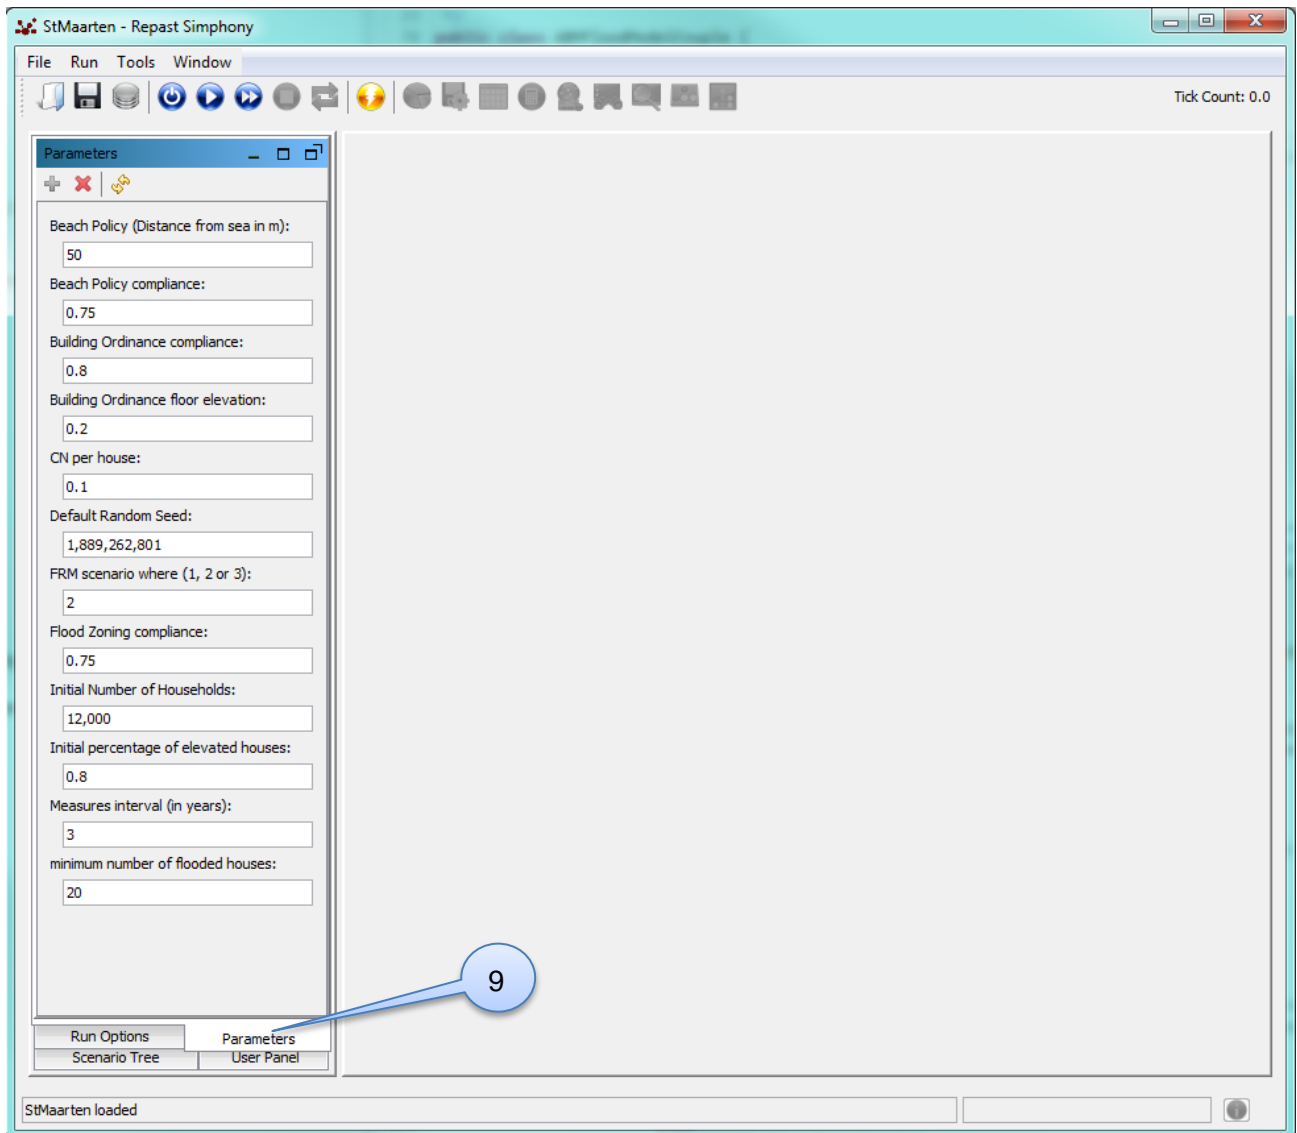 StMaarten - Repast Simphony
File Run Tools Window
Tick Count: 0.0
Parameters
Beach Policy (Distance from sea in m):
50
Beach Policy compliance:
0.75
Building Ordinance compliance:
0.8
Building Ordinance floor elevation:
0.2
CN per house:
0.1
Default Random Seed:
1,889,262,801
FRM scenario where (1, 2 or 3):
2
Flood Zoning compliance:
0.75
Initial Number of Households:
12,000
Initial percentage of elevated houses:
0.8
Measures interval (in years):
3
minimum number of flooded houses:
20
9
Run Options Parameters
Scenario Tree User Panel
StMaarten loaded